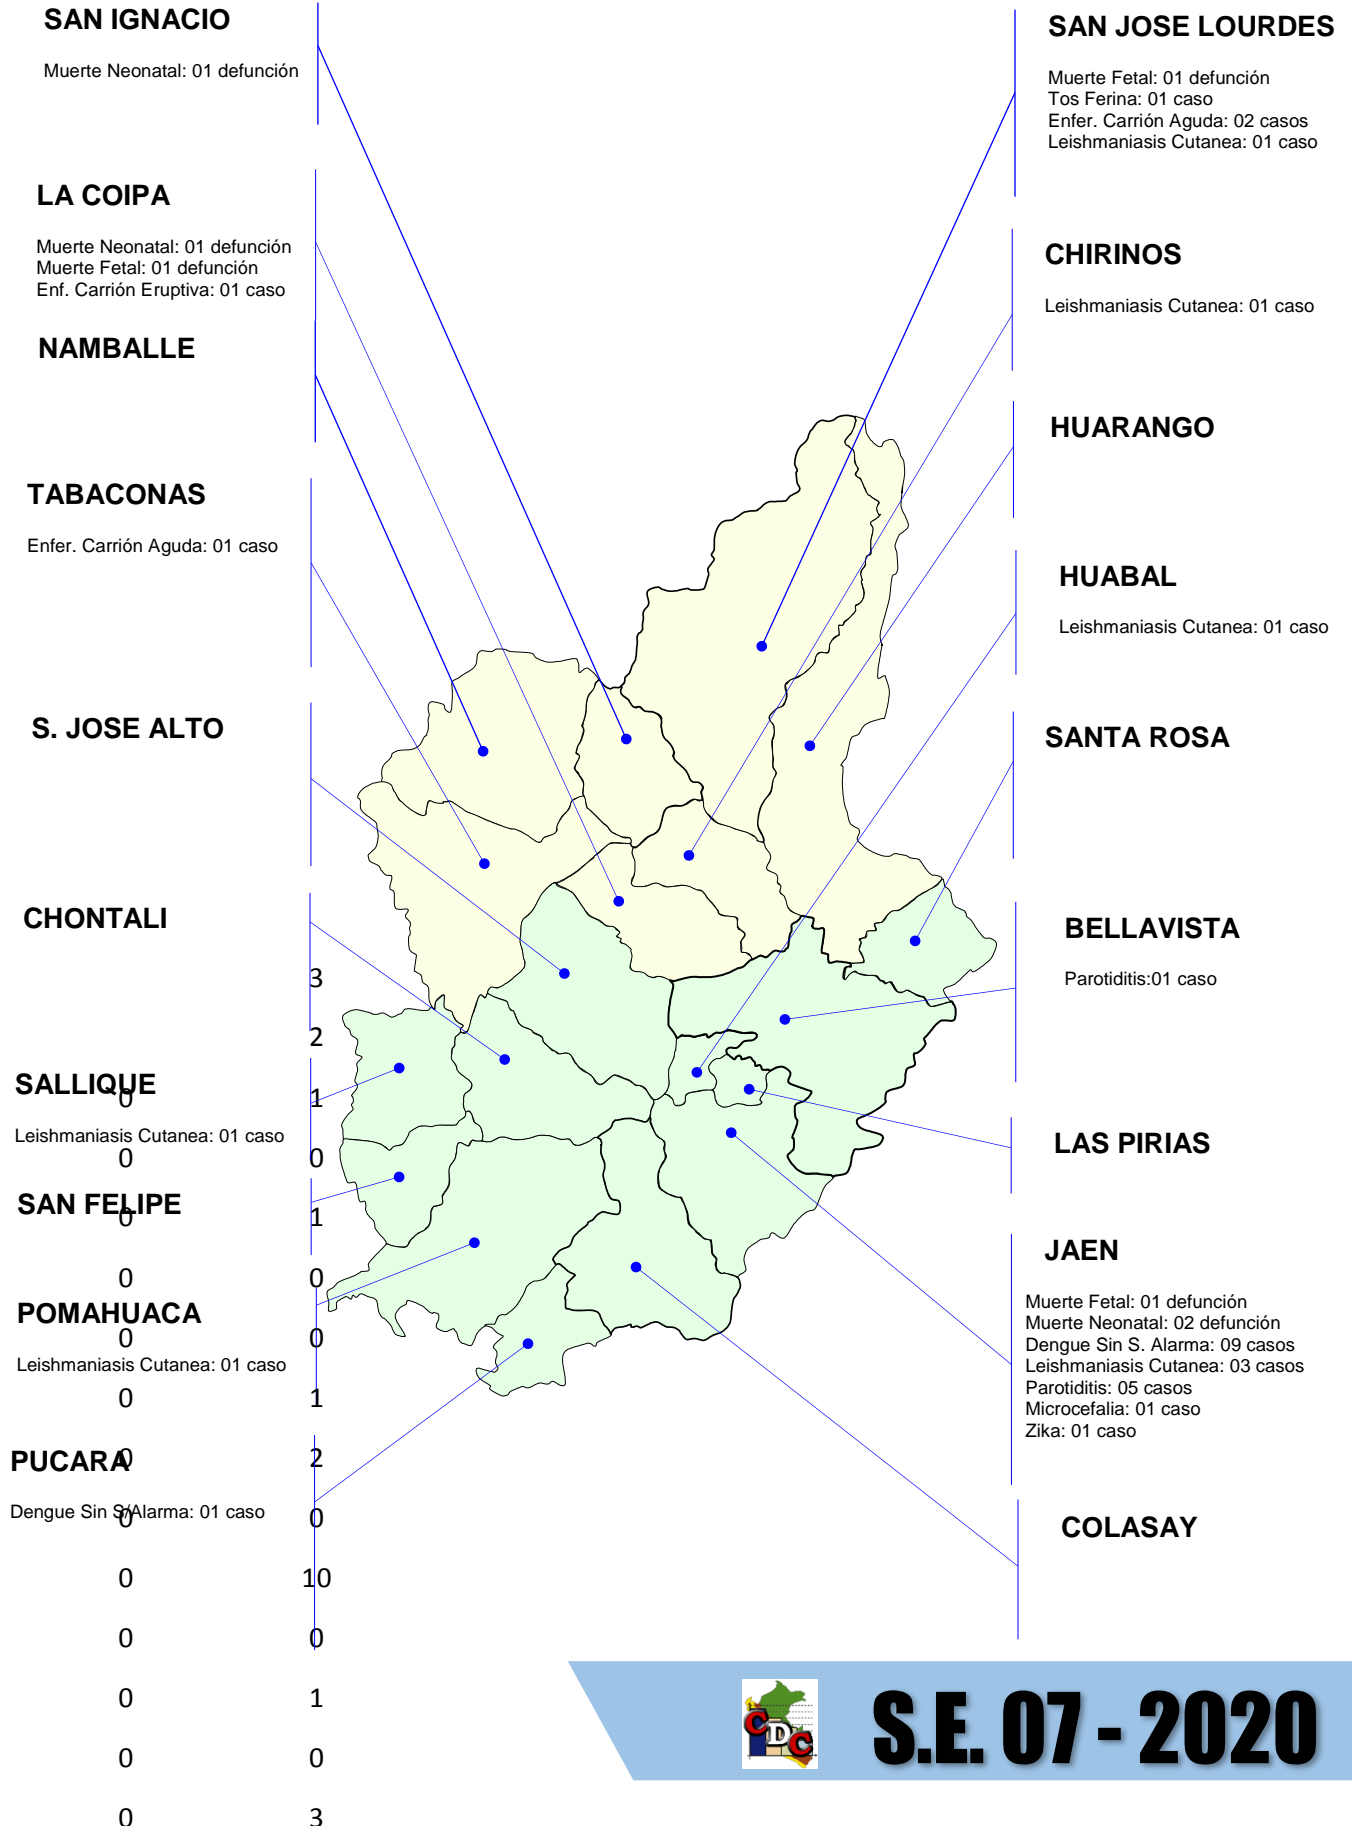 SAN IGNACIO
Muerte Neonatal: 01 defunción
LA COIPA
Muerte Neonatal: 01 defunción
Muerte Fetal: 01 defunción
Enf. Carrión Eruptiva: 01 caso
NAMBALLE
TABACONAS
Enfer. Carrión Aguda: 01 caso
S. JOSE ALTO
CHONTALI
3
2
SALLIQUE
0 1
Leishmaniasis Cutanea: 01 caso
0 0
SAN FELIPE
0 1
0 0
POMAHUACA
0 0
Leishmaniasis Cutanea: 01 caso
0 1
PUCARA
0 2
Dengue Sin S/Alarma: 01 caso
0 0
0 10
0 0
0 1
0 0
0 3
SAN JOSE LOURDES
Muerte Fetal: 01 defunción
Tos Ferina: 01 caso
Enfer. Carrión Aguda: 02 casos
Leishmaniasis Cutanea: 01 caso
CHIRINOS
Leishmaniasis Cutanea: 01 caso
HUARANGO
HUABAL
Leishmaniasis Cutanea: 01 caso
SANTA ROSA
BELLAVISTA
Parotiditis:01 caso
LAS PIRIAS
JAEN
Muerte Fetal: 01 defunción
Muerte Neonatal: 02 defunción
Dengue Sin S. Alarma: 09 casos
Leishmaniasis Cutanea: 03 casos
Parotiditis: 05 casos
Microcefalia: 01 caso
Zika: 01 caso
COLASAY
CDC
S.E. 07 - 2020